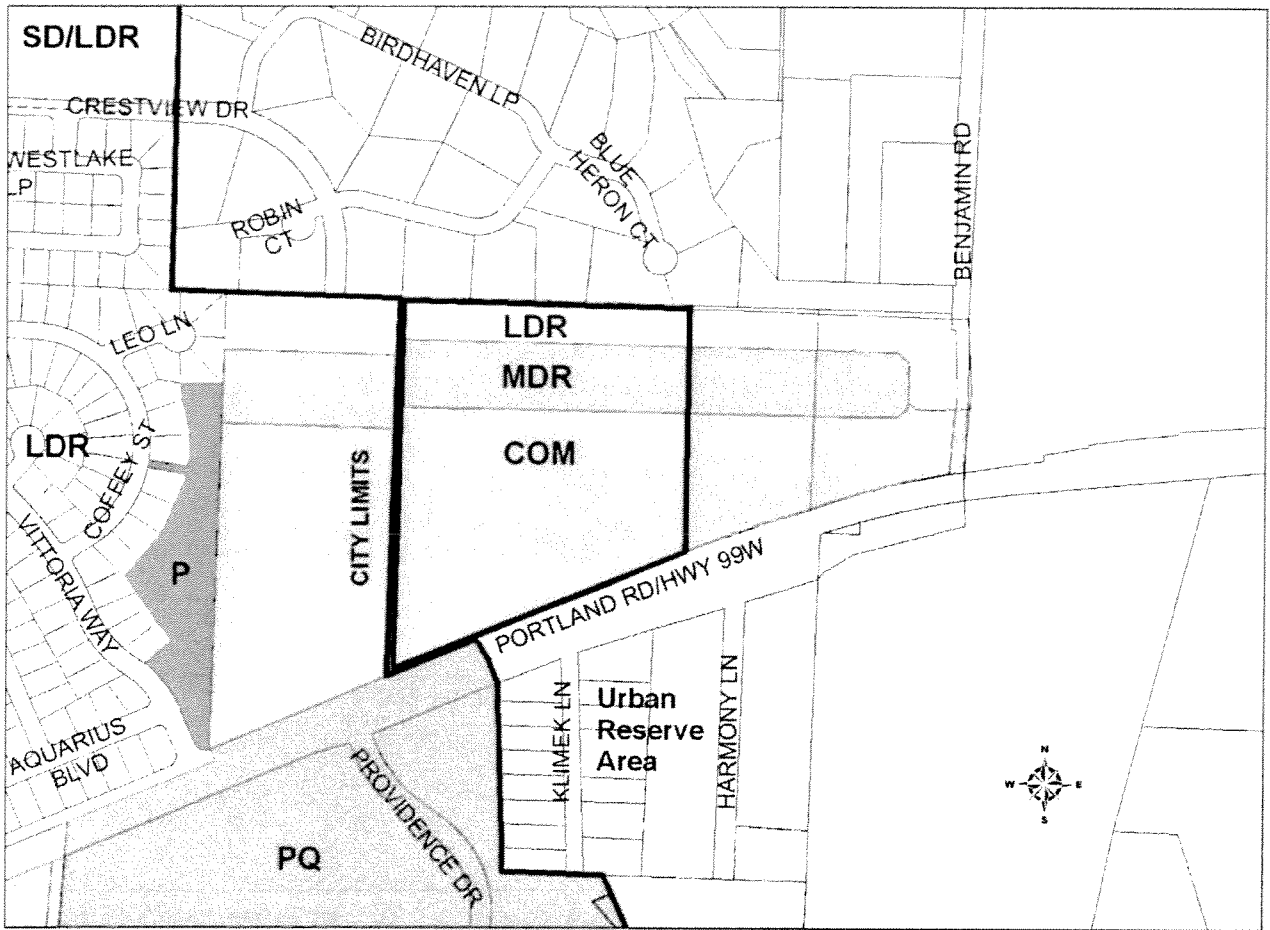 SD/LDR
BIRDHAVEN LP
CRESTVIEW DR
WESTLAKE
LP
BLUE
HERON CT
BENJAMIN RD
ROBIN
CT
LEO LN
LDR
MDR
COM
LDR
COFFEY ST
CITY LIMITS
VITTORIA WAY
P
PORTLAND RD/HWY 99W
AQUARIUS
BLVD
PROVIDENCE DR
KLIMEK LN
Urban
Reserve
Area
HARMONY LN
PQ
N
W
E
S